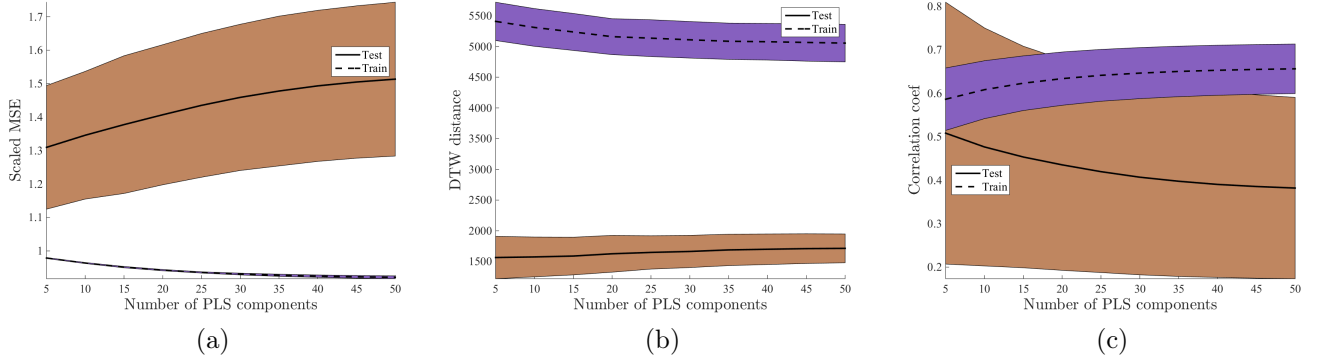 1.7
1.6
1.5
1.4
1.3
1.2
1.1
1
Scaled MSE
Test
Train
5 10 15 20 25 30 35 40 45 50
Number of PLS components
(a)
5500
5000
4500
4000
3500
3000
2500
2000
1500
DTW distance
Test
Train
5 10 15 20 25 30 35 40 45 50
Number of PLS components
(b)
0.8
0.7
0.6
0.5
0.4
0.3
0.2
Correlation coef
Test
Train
5 10 15 20 25 30 35 40 45 50
Number of PLS components
(c)